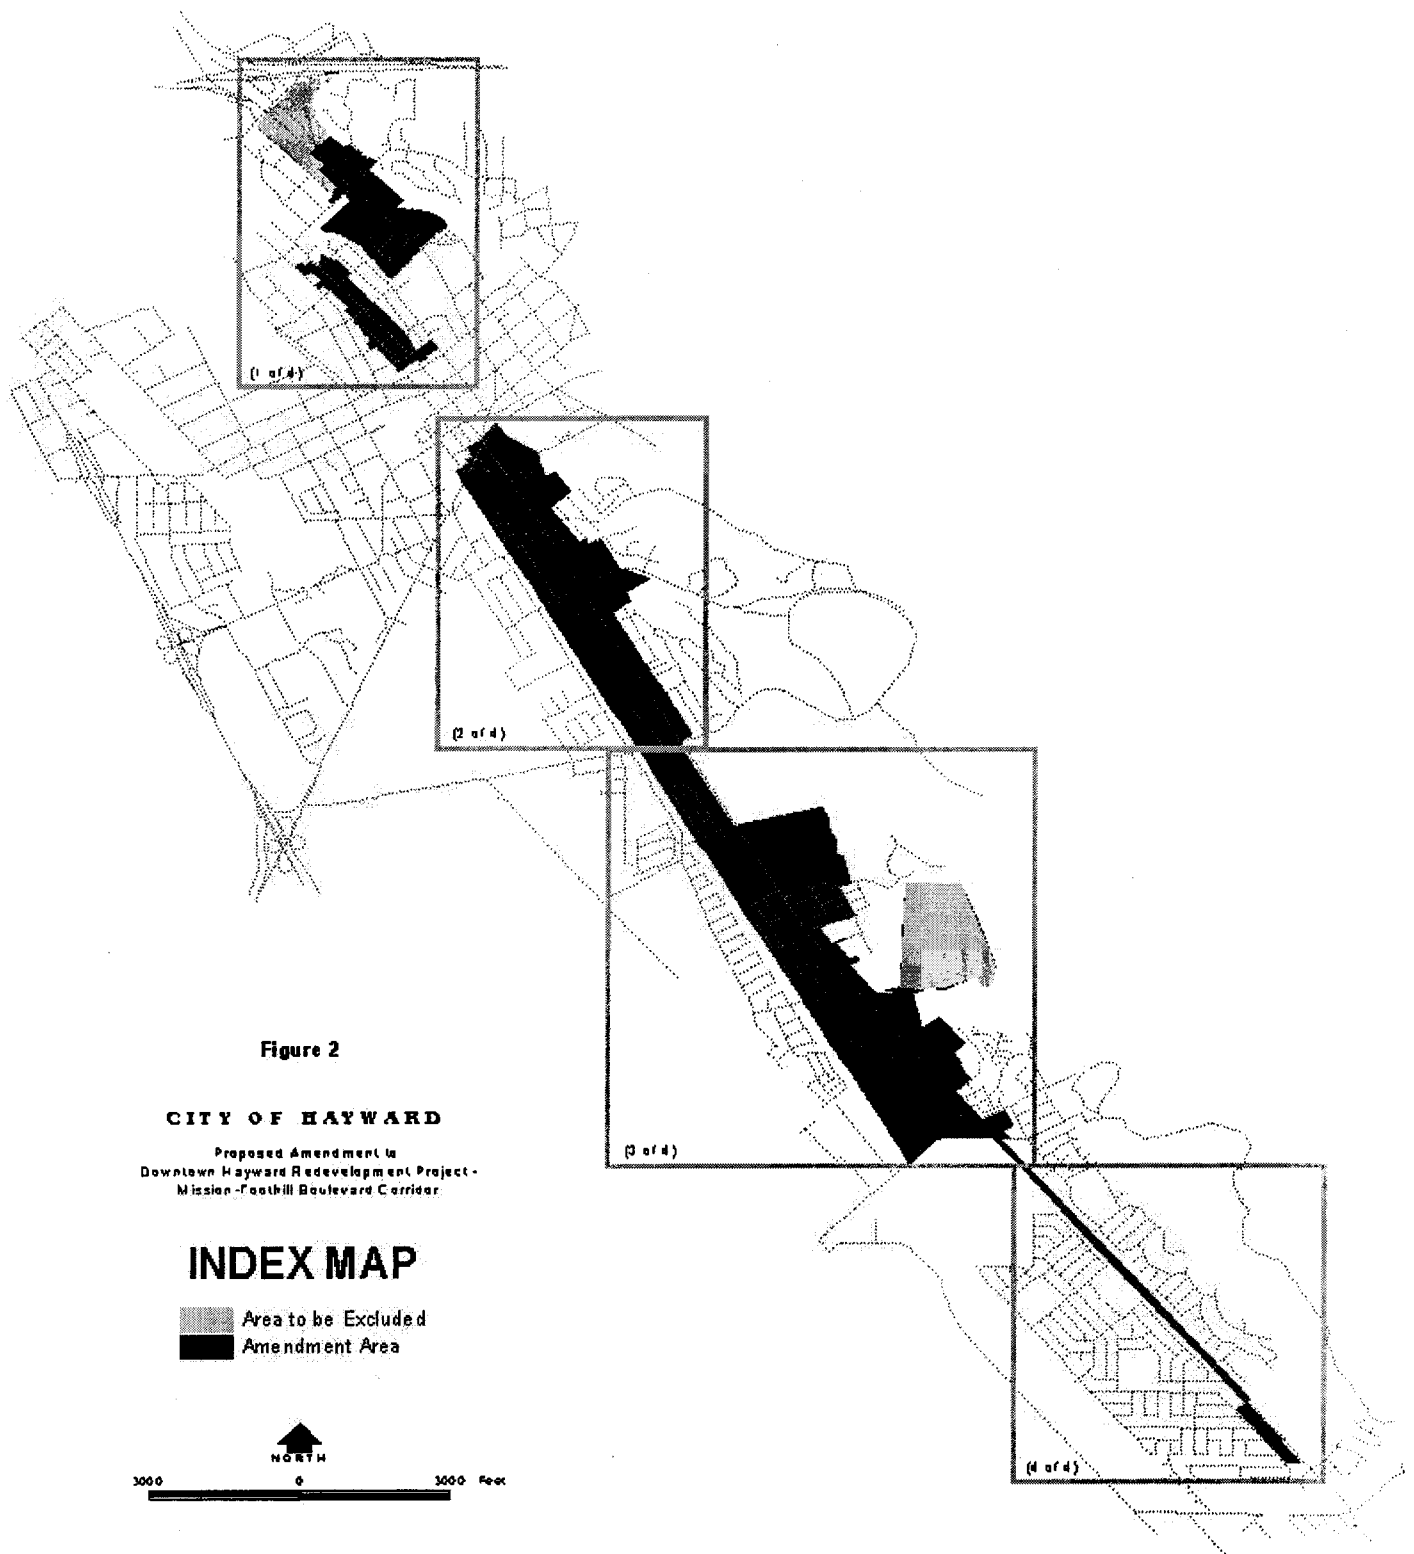 (1 of 4)
(2 of 4)
(3 of 4)
(4 of 4)
Figure 2
CITY OF HAYWARD
Proposed Amendment to
Downtown Hayward Redevelopment Project -
Mission-Foothill Boulevard Corridor
INDEX MAP
Area to be Excluded
Amendment Area
NORTH
3000 0 3000 Feet